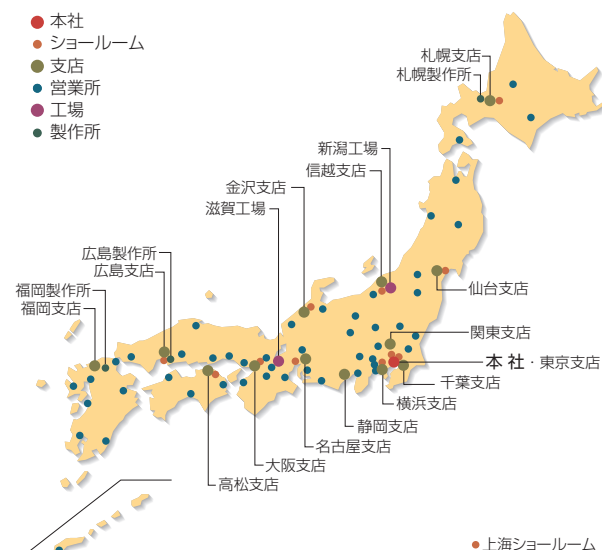 本社
ショールーム
支店
営業所
工場
製作所
札幌支店
札幌製作所
新潟工場
信越支店
金沢支店
滋賀工場
広島製作所
広島支店
福岡製作所
福岡支店
仙台支店
関東支店
本社・東京支店
千葉支店
横浜支店
静岡支店
名古屋支店
大阪支店
高松支店
上海ショールーム